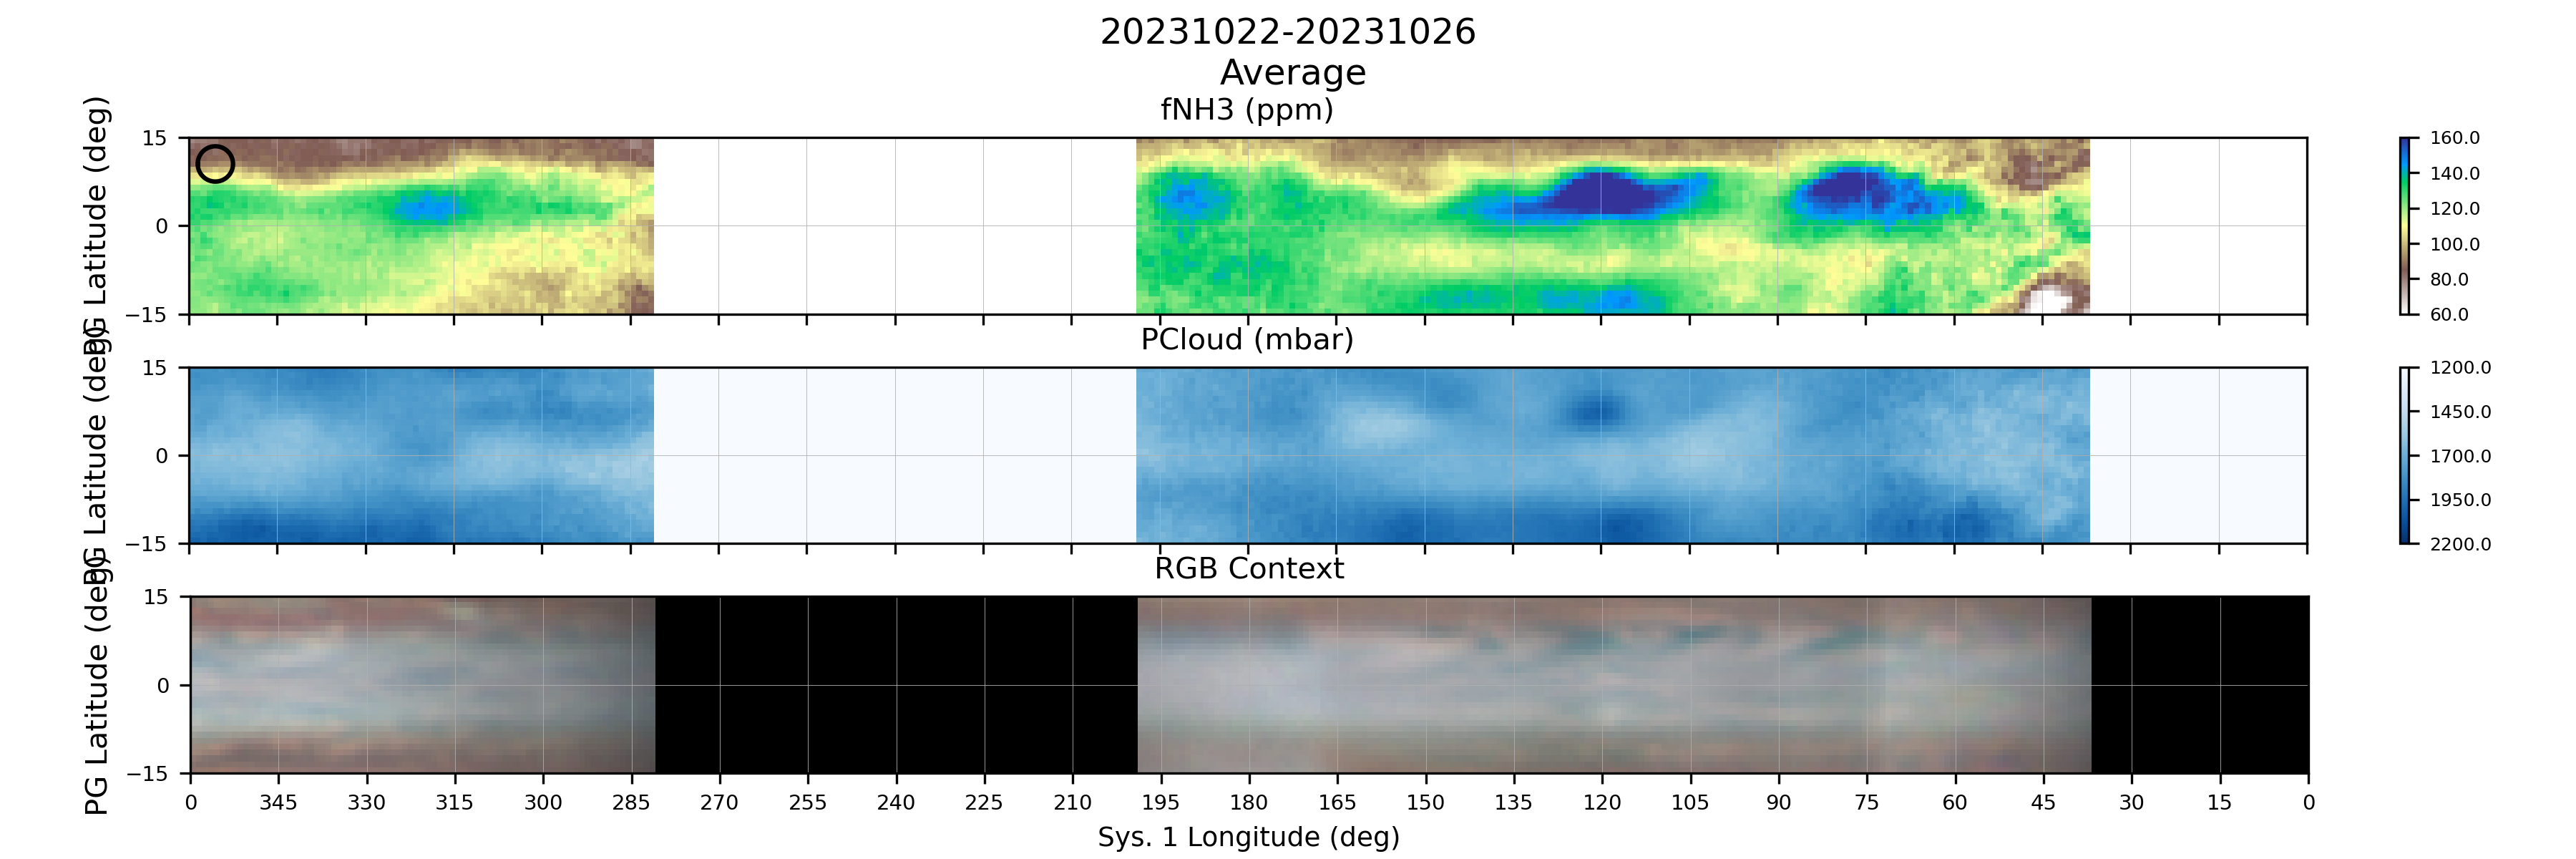 20231022-20231026
Average
fNH3 (ppm)
PG Latitude (deg)
15
0
−15
160.0
140.0
120.0
100.0
80.0
60.0
PCloud (mbar)
PG Latitude (deg)
15
0
−15
1200.0
1450.0
1700.0
1950.0
2200.0
RGB Context
PG Latitude (deg)
15
0
−15
0 345 330 315 300 285 270 255 240 225 210 195 180 165 150 135 120 105 90 75 60 45 30 15 0
Sys. 1 Longitude (deg)